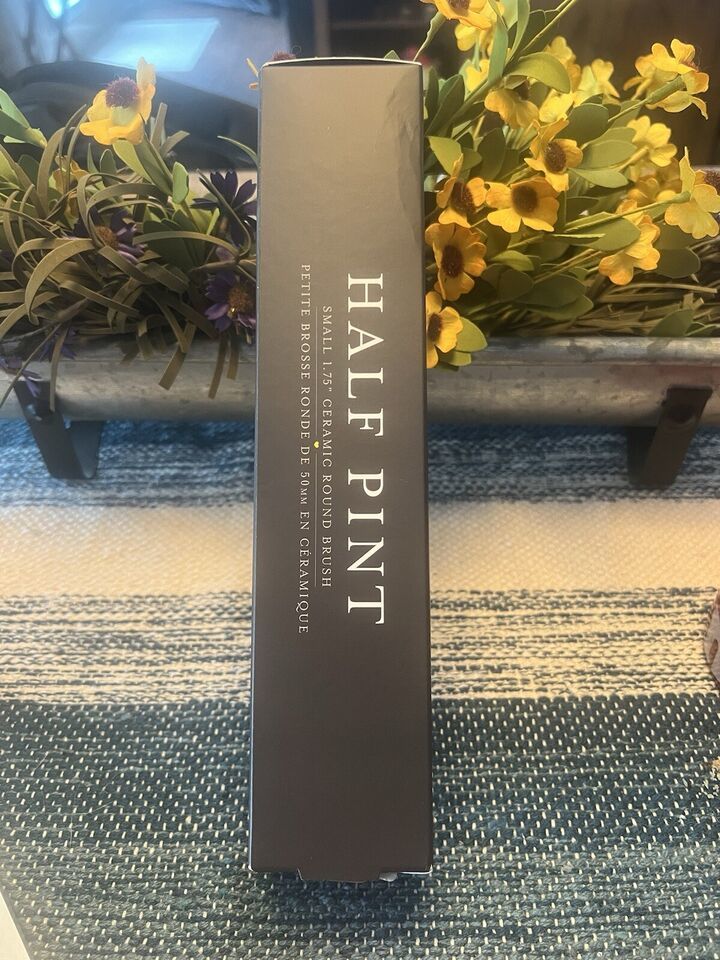 HALF PINT
SMALL 1.75" CERAMIC ROUND BRUSH
PETITE BROSSE RONDE DE 50MM EN CÉRAMIQUE